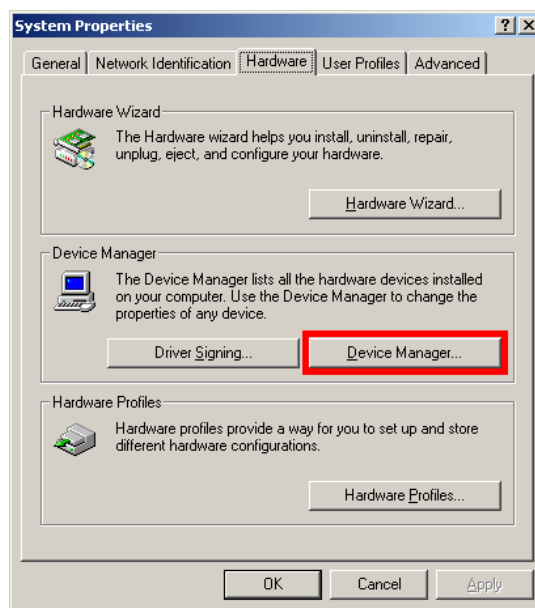 System Properties
General Network Identification Hardware User Profiles Advanced
Hardware Wizard
The Hardware wizard helps you install, uninstall, repair,
unplug, eject, and configure your hardware.
Hardware Wizard...
Device Manager
The Device Manager lists all the hardware devices installed
on your computer. Use the Device Manager to change the
properties of any device.
Driver Signing... Device Manager...
Hardware Profiles
Hardware profiles provide a way for you to set up and store
different hardware configurations.
Hardware Profiles...
OK Cancel Apply